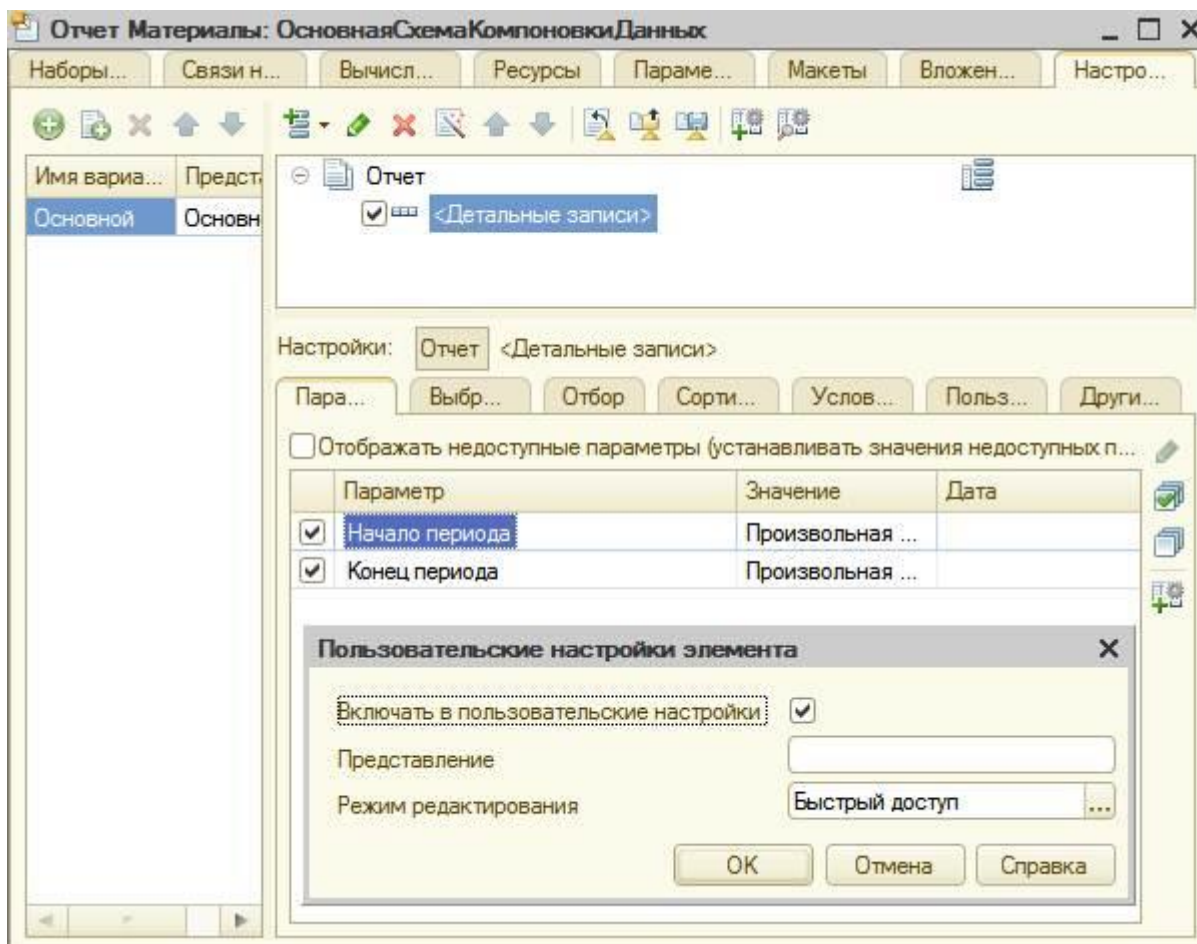 Отчет Материалы: ОсновнаяСхемаКомпоновкиДанных
Наборы... Связи н... Вычисл... Ресурсы Параме... Макеты Вложен... Настро...
Имя вариа... Предст
Основной Основн
Отчет
<Детальные записи>
Настройки: Отчет <Детальные записи>
Пара... Выбр... Отбор Сорти... Услов... Польз... Други...
Отображать недоступные параметры (устанавливать значения недоступных п...
Параметр Значение Дата
Начало периода Произвольная ...
Конец периода Произвольная ...
Пользовательские настройки элемента
Включать в пользовательские настройки
Представление
Режим редактирования Быстрый доступ ...
ОК Отмена Справка